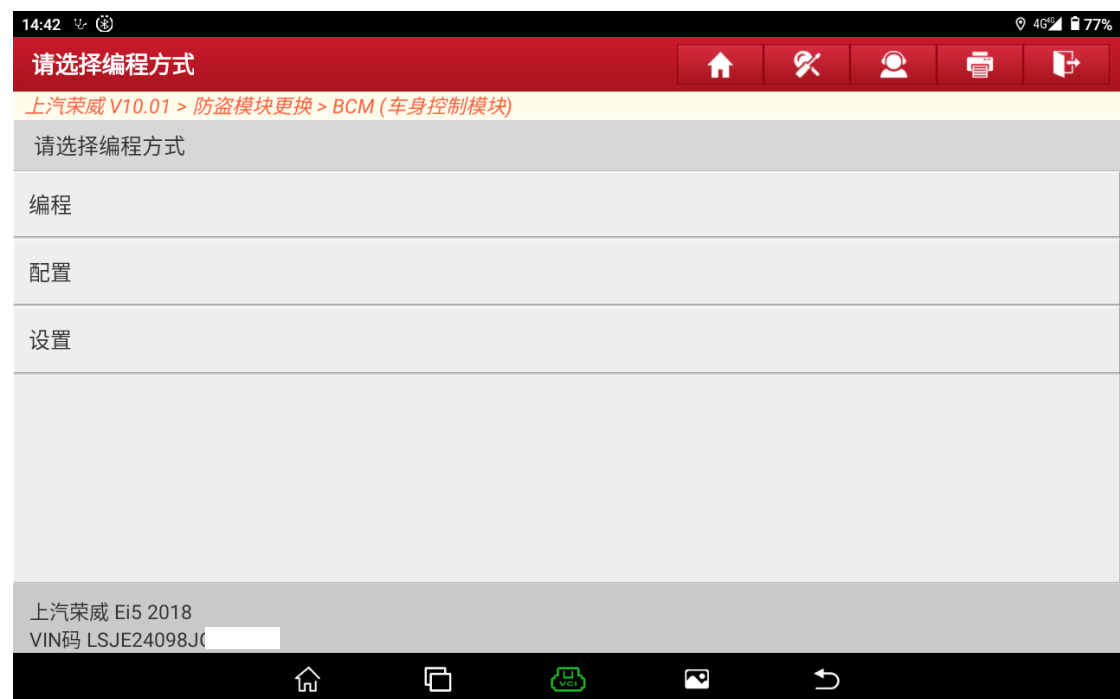 14:42 4G 4G 77%
请选择编程方式
上汽荣威 V10.01 > 防盗模块更换 > BCM (车身控制模块)
请选择编程方式
编程
配置
设置
上汽荣威 Ei5 2018
VIN码 LSJE24098J
VCI